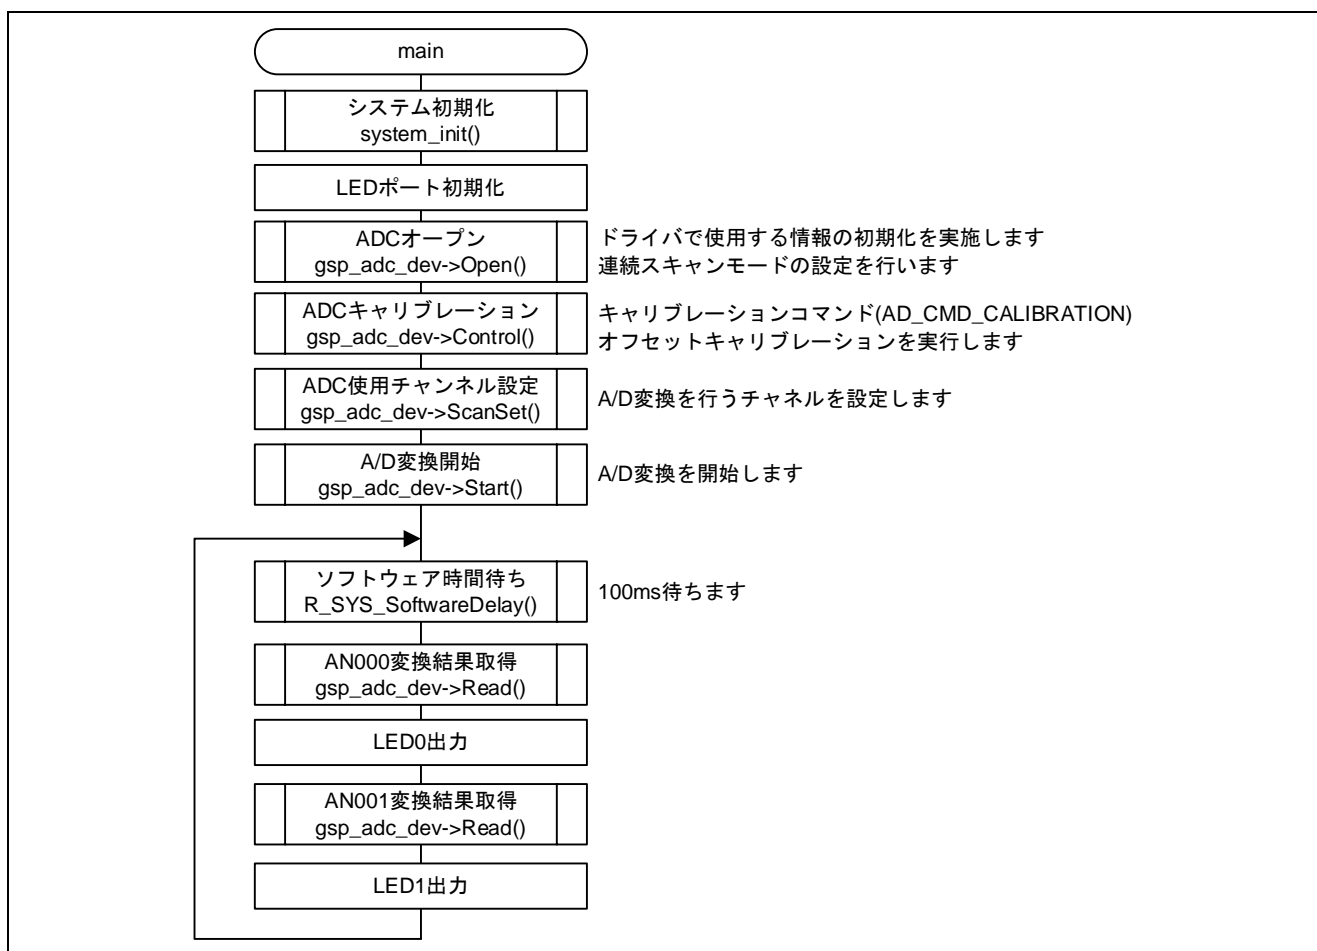 main
システム初期化
system_init()
LEDポート初期化
ADCオープン
gsp_adc_dev->Open()
ドライバで使用する情報の初期化を実施します
連続スキャンモードの設定を行います
ADCキャリブレーション
gsp_adc_dev->Control()
キャリブレーションコマンド(AD_CMD_CALIBRATION)
オフセットキャリブレーションを実行します
ADC使用チャンネル設定
gsp_adc_dev->ScanSet()
A/D変換を行うチャネルを設定します
A/D変換開始
gsp_adc_dev->Start()
A/D変換を開始します
ソフトウェア時間待ち
R_SYS_SoftwareDelay()
100ms待ちます
AN000変換結果取得
gsp_adc_dev->Read()
LED0出力
AN001変換結果取得
gsp_adc_dev->Read()
LED1出力